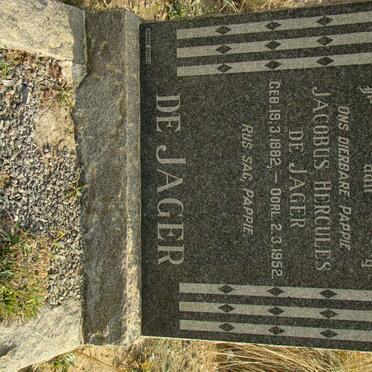 ONS DIERBARE PAPPIE
JACOBUS HERCULES
DE JAGER
GEB. 19.3.1892. — OORL. 2.3.1952.
RUS SAG, PAPPIE.
DE JAGER